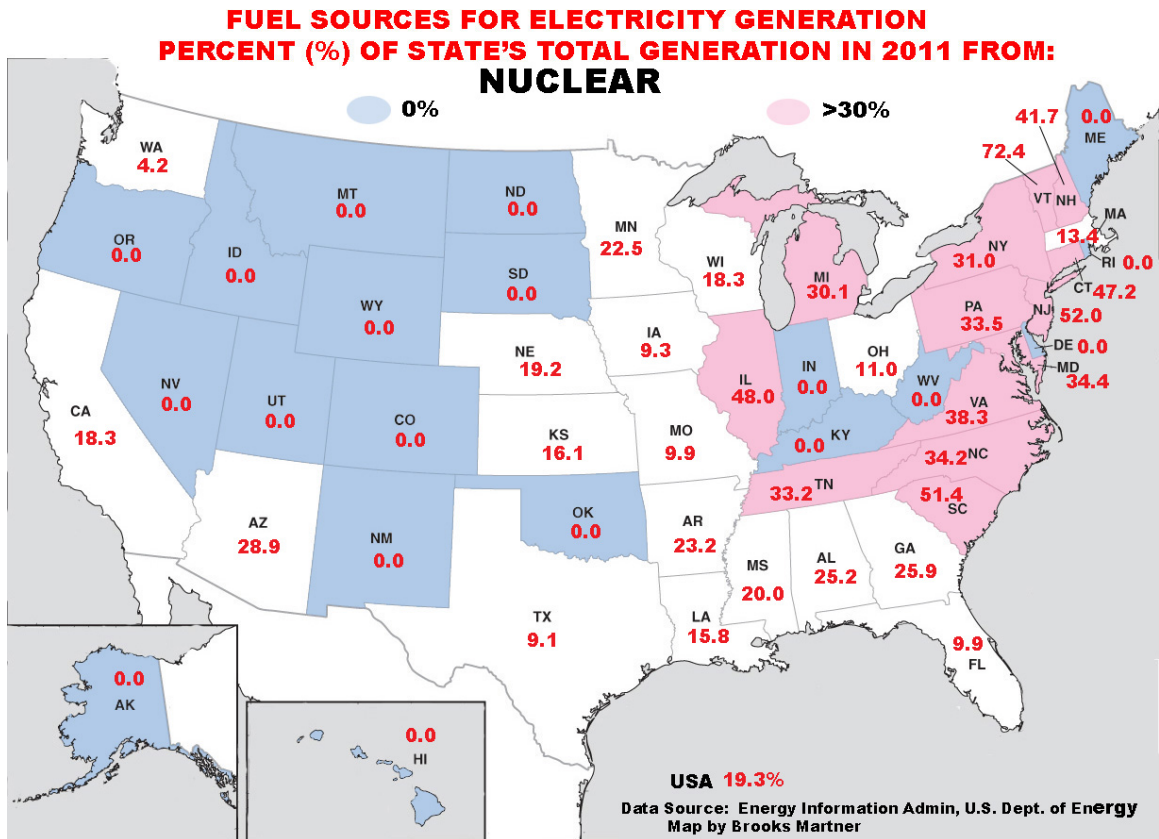 FUEL SOURCES FOR ELECTRICITY GENERATION
PERCENT (%) OF STATE'S TOTAL GENERATION IN 2011 FROM:
NUCLEAR
0%
>30%
WA
4.2
OR
0.0
ID
0.0
MT
0.0
ND
0.0
SD
0.0
WY
0.0
NV
0.0
UT
0.0
CO
0.0
CA
18.3
AZ
28.9
NM
0.0
NE
19.2
KS
16.1
OK
0.0
TX
9.1
MN
22.5
IA
9.3
MO
9.9
AR
23.2
LA
15.8
WI
18.3
IL
48.0
MI
30.1
IN
0.0
OH
11.0
KY
0.0
WV
0.0
TN
33.2
MS
20.0
AL
25.2
GA
25.9
9.9
FL
51.4
SC
34.2
NC
VA
38.3
PA
33.5
NY
31.0
72.4
VT
41.7
NH
0.0
ME
MA
13.4
RI 0.0
CT 47.2
NJ 52.0
DE 0.0
MD
34.4
0.0
AK
0.0
HI
USA 19.3%
Data Source: Energy Information Admin, U.S. Dept. of Energy
Map by Brooks Martner